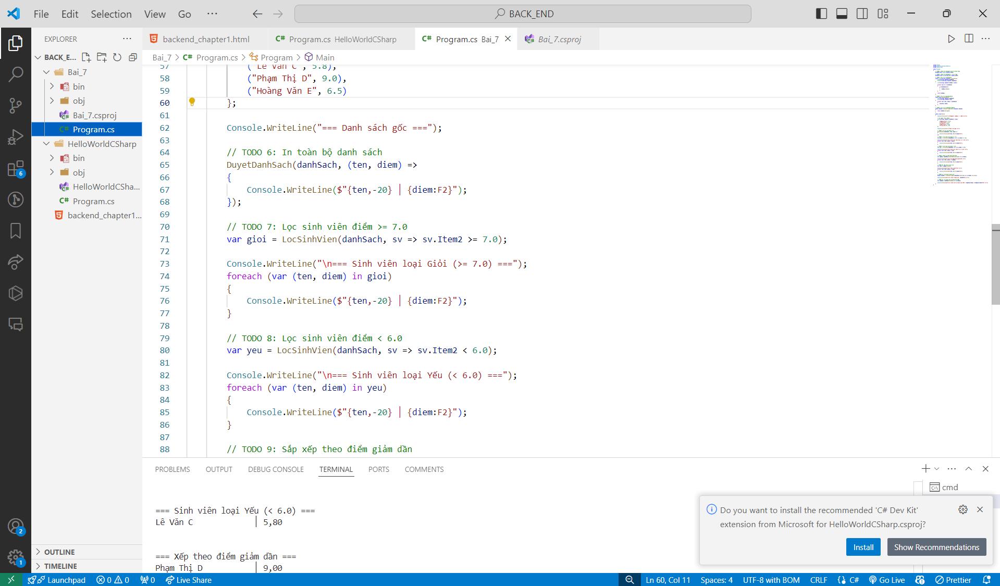 File Edit Selection View Go ··· BACK_END
EXPLORER ···
BACK_E...
Bai_7
bin
obj
Bai_7.csproj
C# Program.cs
HelloWorldCSharp
bin
obj
HelloWorldCSha...
C# Program.cs
backend_chapter1...
OUTLINE
TIMELINE
6
2
1
backend_chapter1.html
C# Program.cs HelloWorldCSharp
C# Program.cs Bai_7
Bai_7.csproj
Bai_7 > C# Program.cs > Program > Main
57 ("Lê Văn C", 5.8),
58 ("Phạm Thị D", 9.0),
59 ("Hoàng Văn E", 6.5)
60 };
61
62 Console.WriteLine("=== Danh sách gốc ===");
63
64 // TODO 6: In toàn bộ danh sách
65 DuyetDanhSach(danhSach, (ten, diem) =>
66 {
67 Console.WriteLine($"{ten,-20} | {diem:F2}");
68 });
69
70 // TODO 7: Lọc sinh viên điểm >= 7.0
71 var gioi = LocSinhVien(danhSach, sv => sv.Item2 >= 7.0);
72
73 Console.WriteLine("\n=== Sinh viên loại Giỏi (>= 7.0) ===");
74 foreach (var (ten, diem) in gioi)
75 {
76 Console.WriteLine($"{ten,-20} | {diem:F2}");
77 }
78
79 // TODO 8: Lọc sinh viên điểm < 6.0
80 var yeu = LocSinhVien(danhSach, sv => sv.Item2 < 6.0);
81
82 Console.WriteLine("\n=== Sinh viên loại Yếu (< 6.0) ===");
83 foreach (var (ten, diem) in yeu)
84 {
85 Console.WriteLine($"{ten,-20} | {diem:F2}");
86 }
87
88 // TODO 9: Sắp xếp theo điểm giảm dần
PROBLEMS OUTPUT DEBUG CONSOLE TERMINAL PORTS COMMENTS
cmd
=== Sinh viên loại Yếu (< 6.0) ===
Lê Văn C | 5,80
=== Xếp theo điểm giảm dần ===
Phạm Thị D | 9,00
Do you want to install the recommended 'C# Dev Kit'
extension from Microsoft for HelloWorldCSharp.csproj?
Install Show Recommendations
Launchpad 0 0 0 Live Share Ln 60, Col 11 Spaces: 4 UTF-8 with BOM CRLF C# Go Live Prettier